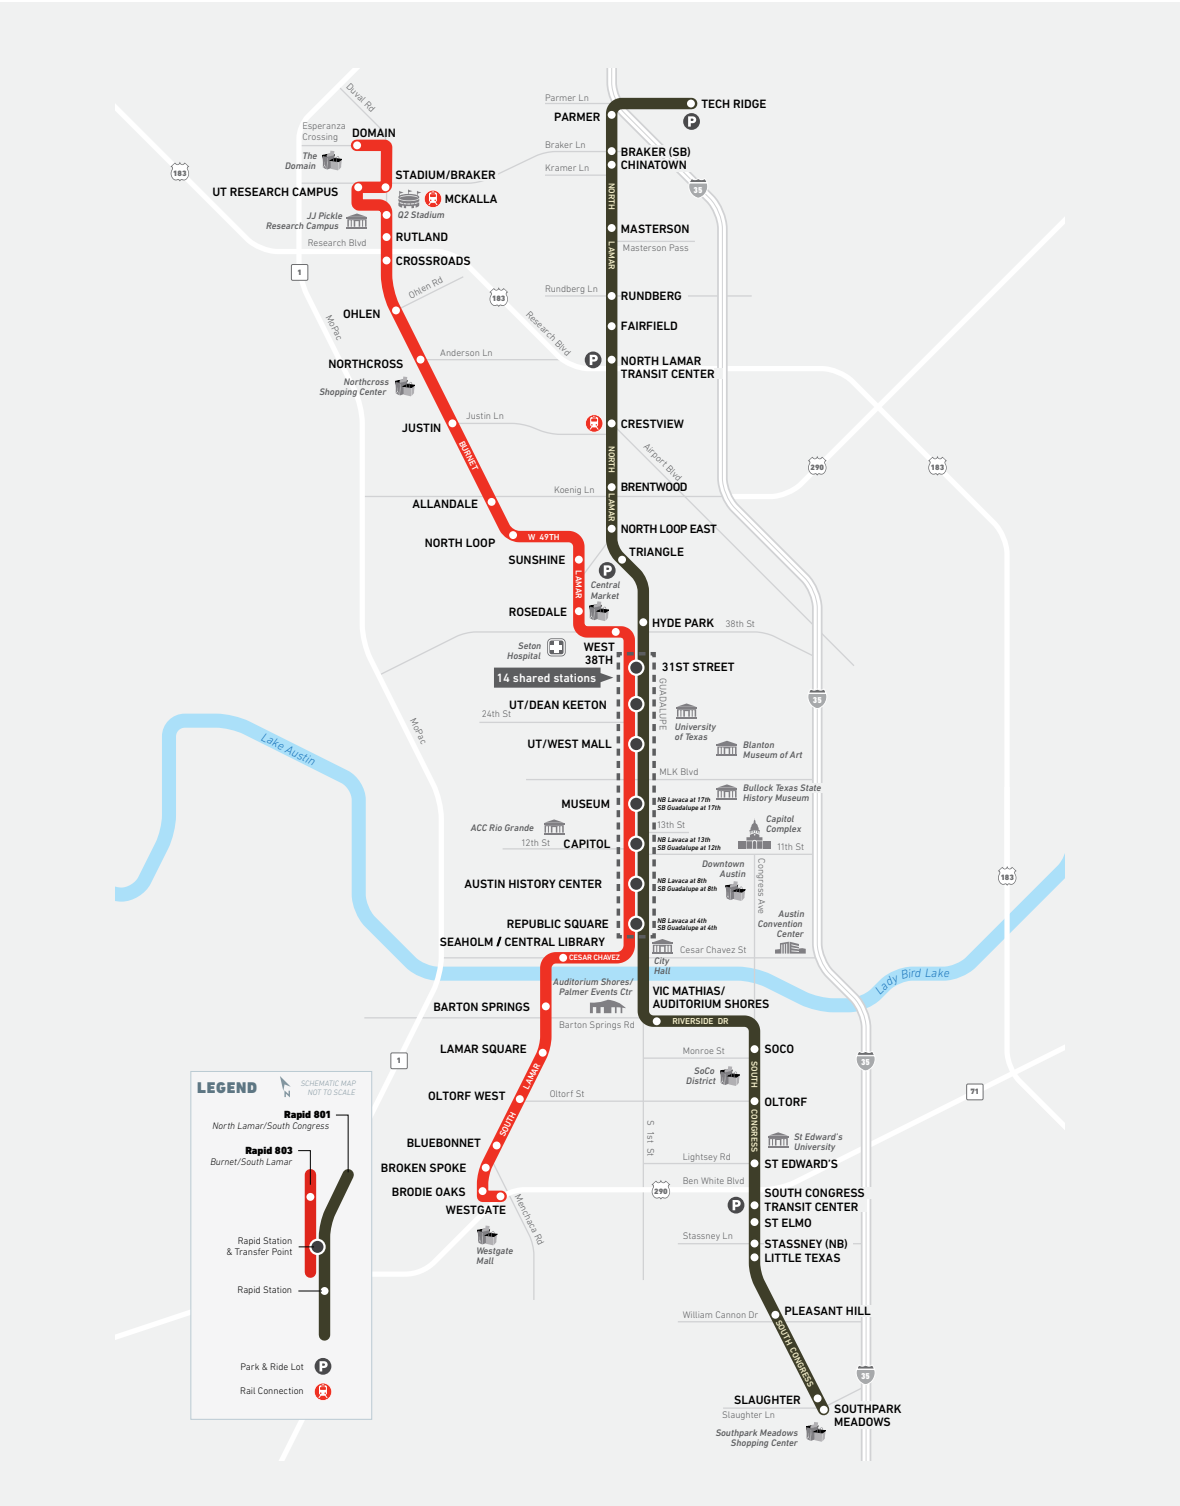 Duval Rd
Parmer Ln
TECH RIDGE
P
PARMER
Esperanza
Crossing
DOMAIN
The
Domain
Braker Ln
BRAKER (SB)
CHINATOWN
Kramer Ln
183
STADIUM/BRAKER
UT RESEARCH CAMPUS
MCKALLA
35
NORTH
JJ Pickle
Research Campus
Q2 Stadium
RUTLAND
MASTERSON
Research Blvd
Masterson Pass
LAMAR
CROSSROADS
1
Ohlen Rd
Rundberg Ln
RUNDBERG
183
OHLEN
MoPac
Research Blvd
FAIRFIELD
Anderson Ln
P
NORTH LAMAR
TRANSIT CENTER
NORTHCROSS
Northcross
Shopping Center
Justin Ln
JUSTIN
CRESTVIEW
BURNET
NORTH
Airport Blvd
290
183
Koenig Ln
BRENTWOOD
ALLANDALE
LAMAR
NORTH LOOP EAST
NORTH LOOP
W 49TH
SUNSHINE
TRIANGLE
P
Central
Market
LAMAR
ROSEDALE
HYDE PARK
38th St
Seton
Hospital
WEST
38TH
31ST STREET
14 shared stations
GUADALUPE
35
UT/DEAN KEETON
24th St
University
of Texas
MoPac
Lake Austin
UT/WEST MALL
Blanton
Museum of Art
MLK Blvd
Bullock Texas State
History Museum
MUSEUM
NB Lavaca at 17th
SB Guadalupe at 17th
ACC Rio Grande
13th St
Capitol
Complex
12th St
CAPITOL
NB Lavaca at 13th
SB Guadalupe at 12th
11th St
Downtown
Austin
Congress Ave
183
AUSTIN HISTORY CENTER
NB Lavaca at 8th
SB Guadalupe at 8th
Austin
Convention
Center
REPUBLIC SQUARE
NB Lavaca at 4th
SB Guadalupe at 4th
SEAHOLM / CENTRAL LIBRARY
CESAR CHAVEZ
Cesar Chavez St
City
Hall
Lady Bird Lake
Auditorium Shores/
Palmer Events Ctr
VIC MATHIAS/
AUDITORIUM SHORES
BARTON SPRINGS
Barton Springs Rd
RIVERSIDE DR
LAMAR SQUARE
Monroe St
SOCO
1
35
SOUTH
LAMAR
SoCo
District
71
OLTORF WEST
Oltorf St
OLTORF
SOUTH
CONGRESS
S 1st St
BLUEBONNET
St Edward's
University
Lightsey Rd
ST EDWARD'S
BROKEN SPOKE
Ben White Blvd
BRODIE OAKS
290
SOUTH CONGRESS
TRANSIT CENTER
P
WESTGATE
Menchaca Rd
ST ELMO
Stassney Ln
STASSNEY (NB)
Westgate
Mall
LITTLE TEXAS
William Cannon Dr
PLEASANT HILL
SOUTH CONGRESS
35
SLAUGHTER
Slaughter Ln
SOUTHPARK
MEADOWS
Southpark Meadows
Shopping Center
LEGEND
N
SCHEMATIC MAP
NOT TO SCALE
Rapid 801
North Lamar/South Congress
Rapid 803
Burnet/South Lamar
Rapid Station
& Transfer Point
Rapid Station
Park & Ride Lot
P
Rail Connection